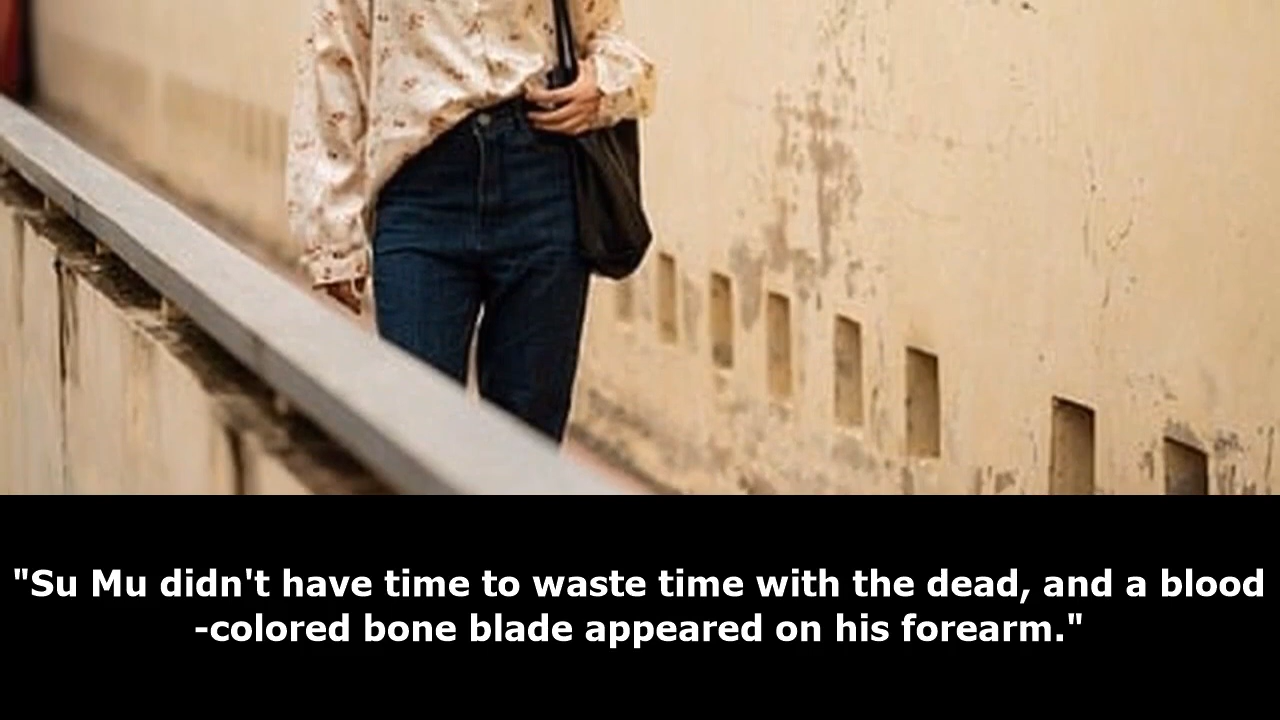 "Su Mu didn't have time to waste time with the dead, and a blood
-colored bone blade appeared on his forearm."